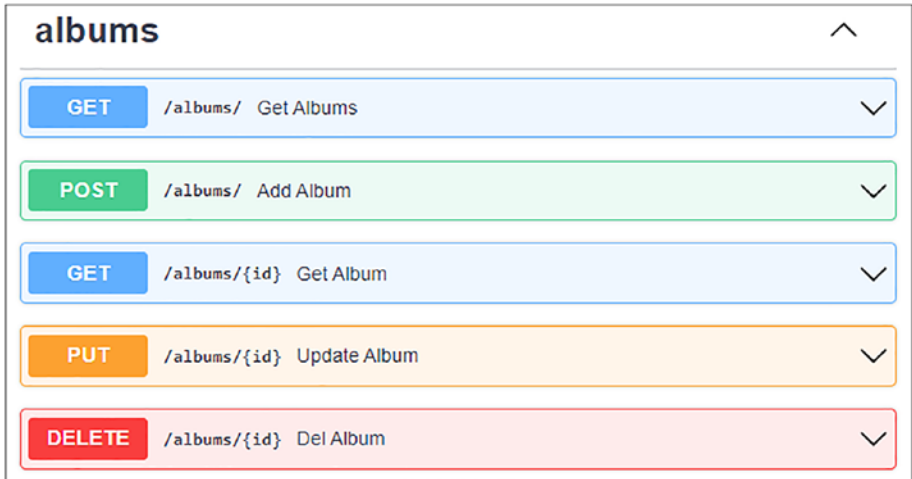 albums
GET /albums/ Get Albums
POST /albums/ Add Album
GET /albums/{id} Get Album
PUT /albums/{id} Update Album
DELETE /albums/{id} Del Album